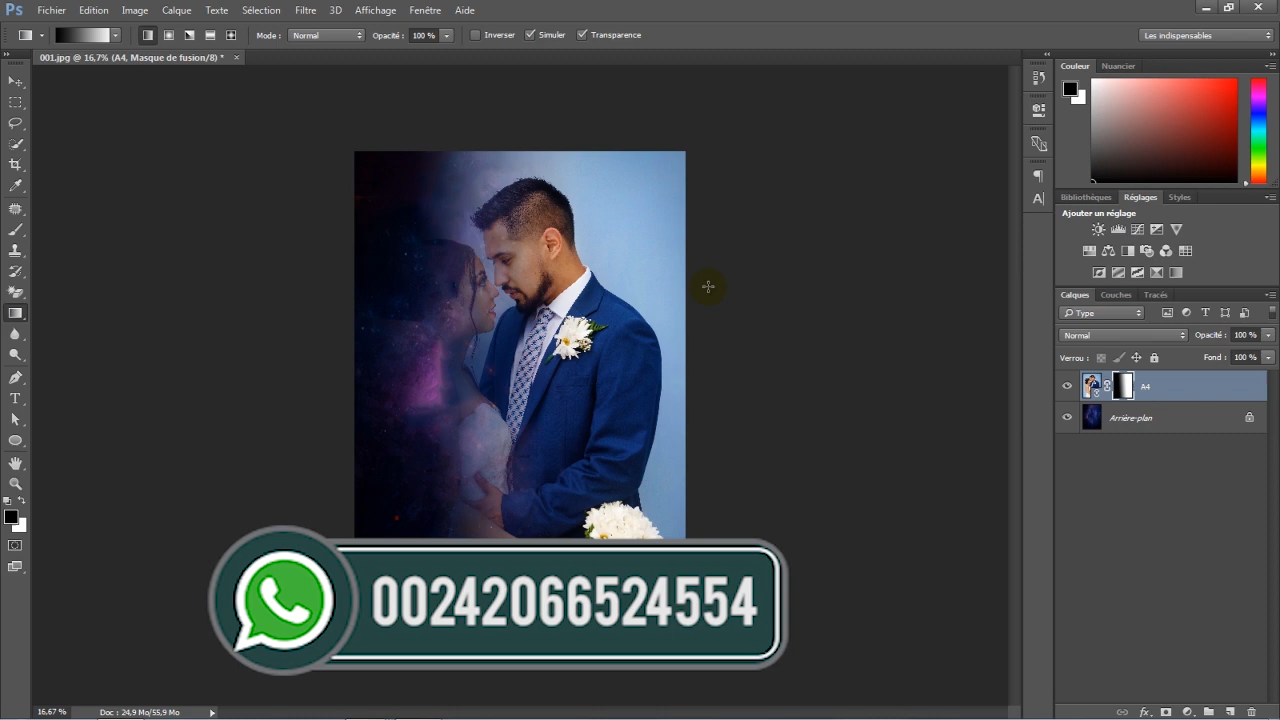 Ps Fichier Edition Image Calque Texte Sélection Filtre 3D Affichage Fenêtre Aide
Mode : Normal Opacité : 100 % Inverser Simuler Transparence Les indispensables
001.jpg @ 16,7% (A4, Masque de fusion/8) * ×
Couleur Nuancier
Bibliothèques Réglages Styles
Ajouter un réglage
Calques Couches Tracés
Type
Normal Opacité : 100 %
Verrou : Fond : 100 %
A4
Arrière-plan
00242066524554
16,67 % Doc : 24,9 Mo/55,9 Mo